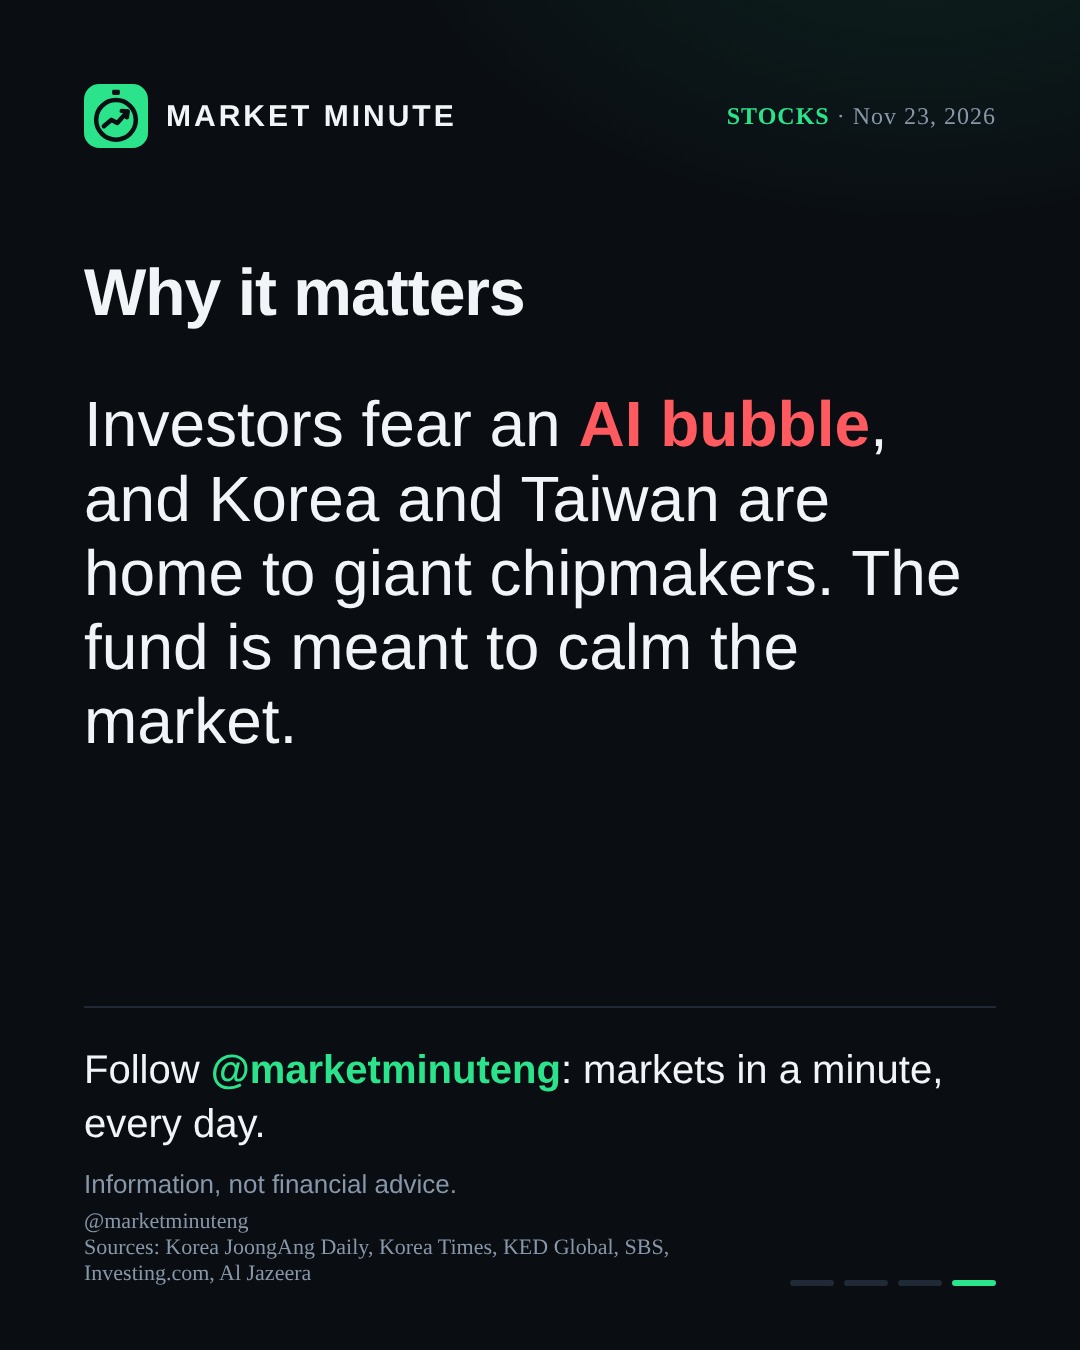 MARKET MINUTE
STOCKS · Nov 23, 2026
Why it matters
Investors fear an AI bubble,
and Korea and Taiwan are
home to giant chipmakers. The
fund is meant to calm the
market.
Follow @marketminuteng: markets in a minute,
every day.
Information, not financial advice.
@marketminuteng
Sources: Korea JoongAng Daily, Korea Times, KED Global, SBS,
Investing.com, Al Jazeera